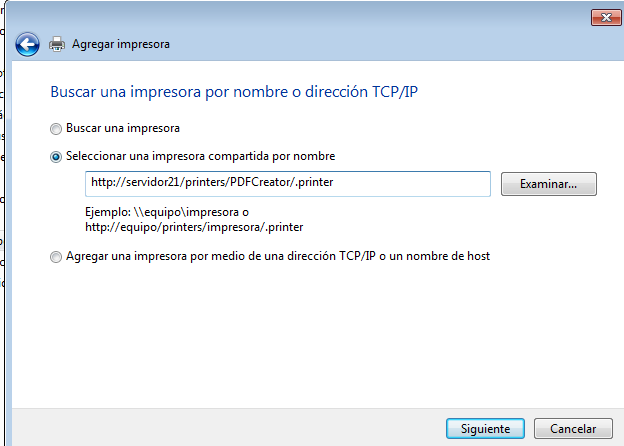 Agregar impresora
Buscar una impresora por nombre o dirección TCP/IP
Buscar una impresora
Seleccionar una impresora compartida por nombre
http://servidor21/printers/PDFCreator/.printer
Examinar...
Ejemplo: \\equipo\impresora o
http://equipo/printers/impresora/.printer
Agregar una impresora por medio de una dirección TCP/IP o un nombre de host
Siguiente
Cancelar